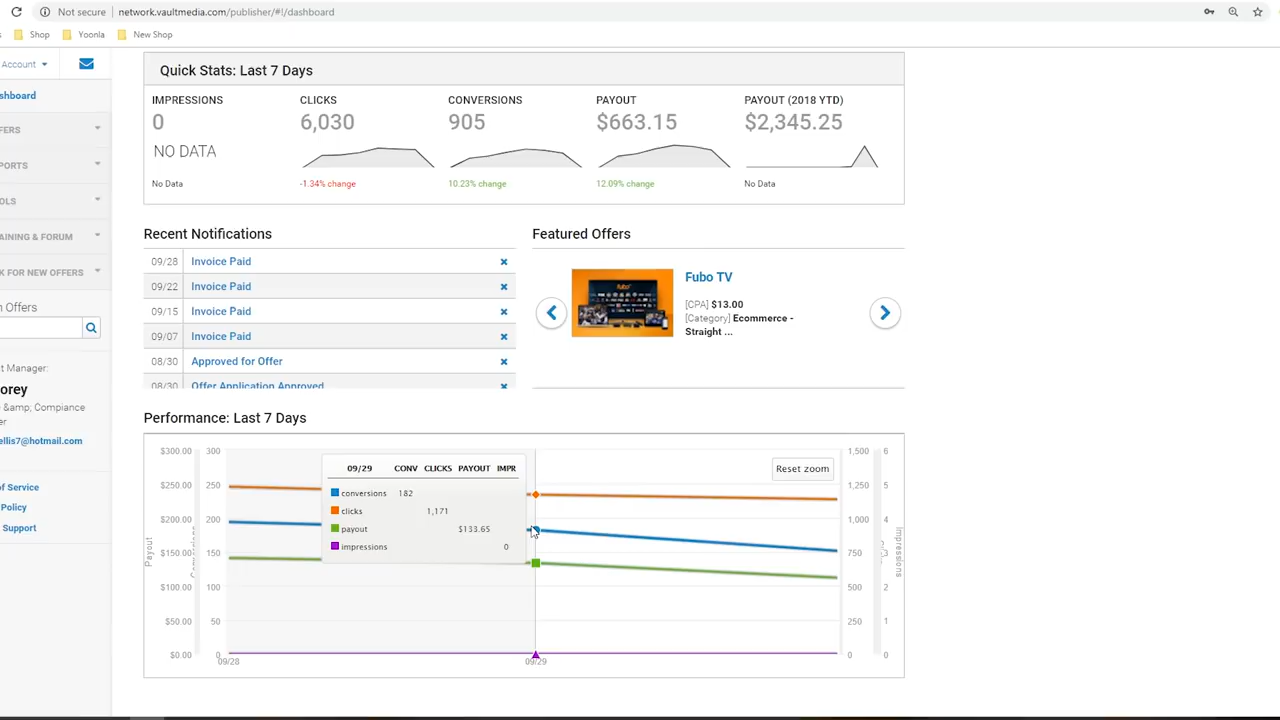 Not secure network.vaultmedia.com/publisher/#!/dashboard
Shop Yoonla New Shop
Account
shboard
FERS
PORTS
OLS
AINING & FORUM
K FOR NEW OFFERS
n Offers
t Manager:
orey
e &amp; Compiance
er
ellis7@hotmail.com
of Service
Policy
Support
Quick Stats: Last 7 Days
IMPRESSIONS CLICKS CONVERSIONS PAYOUT PAYOUT (2018 YTD)
0 6,030 905 $663.15 $2,345.25
NO DATA
No Data -1.34% change 10.23% change 12.09% change No Data
Recent Notifications
09/28 Invoice Paid
09/22 Invoice Paid
09/15 Invoice Paid
09/07 Invoice Paid
08/30 Approved for Offer
08/30 Offer Application Approved
Featured Offers
fubo
Fubo TV
[CPA] $13.00
[Category] Ecommerce -
Straight ...
Performance: Last 7 Days
$300.00 300 1,500 6
$250.00 250 1,250 5
$200.00 200 1,000 4
$150.00 150 750 3
$100.00 100 500 2
$50.00 50 250 1
$0.00 0 0 0
Payout
Impressions
Reset zoom
09/29 CONV CLICKS PAYOUT IMPR
conversions 182
clicks 1,171
payout $133.65
impressions 0
09/28 09/29